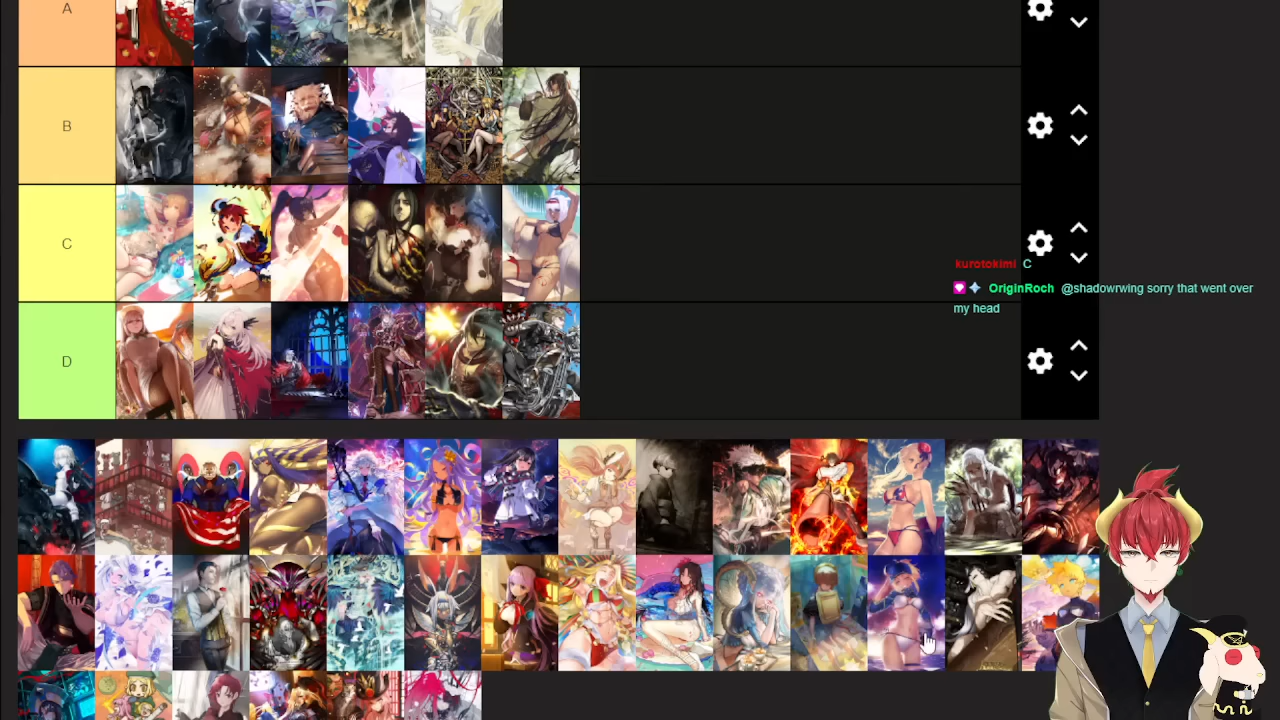 A
B
C
kurotokimi C
OriginRoch @shadowrwing sorry that went over
my head
D